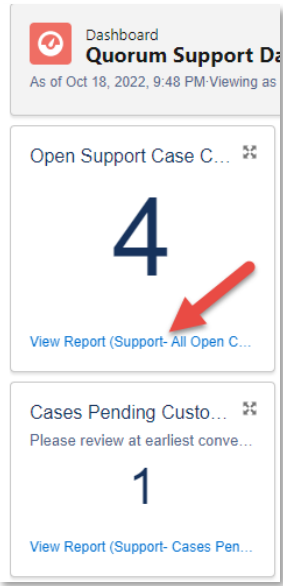 Dashboard
Quorum Support Da
As of Oct 18, 2022, 9:48 PM·Viewing as
Open Support Case C...
4
View Report (Support- All Open C...
Cases Pending Custo...
Please review at earliest conve...
1
View Report (Support- Cases Pen...